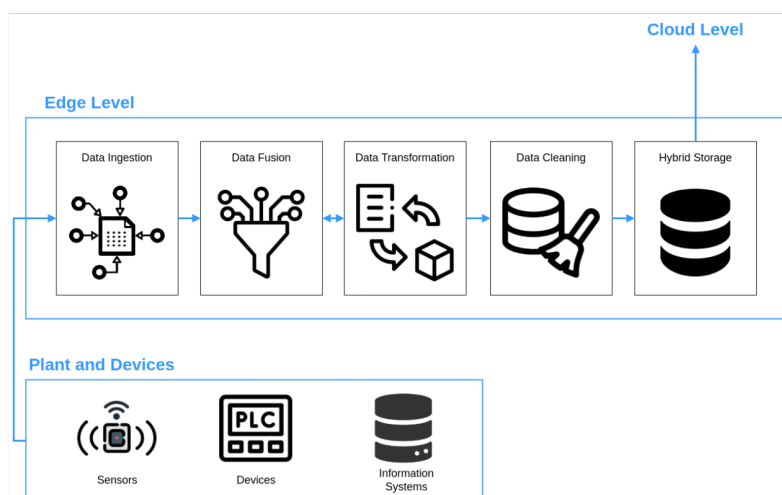 Cloud Level
Edge Level
Data Ingestion
Data Fusion
Data Transformation
Data Cleaning
Hybrid Storage
Plant and Devices
PLC
Sensors
Devices
Information
Systems